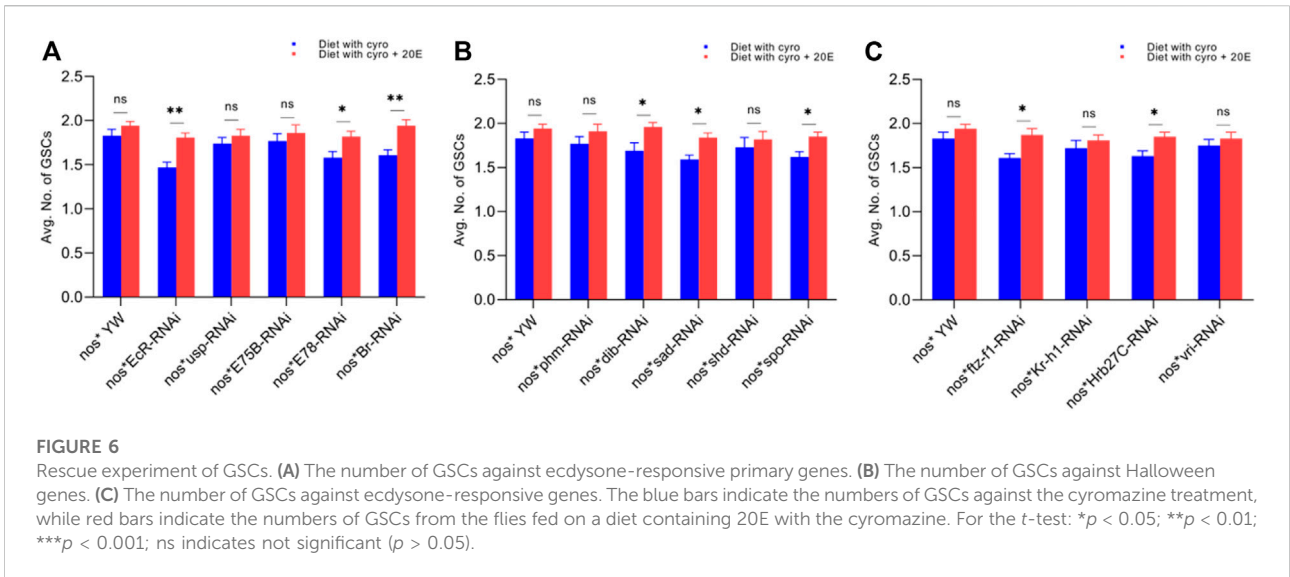 A
Diet with cyro
Diet with cyro + 20E
Avg. No. of GSCs
2.5
2.0
1.5
1.0
0.5
0.0
ns
**
ns
ns
*
**
nos* YW
nos*EcR-RNAi
nos*usp-RNAi
nos*E75B-RNAi
nos*E78-RNAi
nos*Br-RNAi
B
Diet with cyro
Diet with cyro + 20E
Avg. No. of GSCs
2.5
2.0
1.5
1.0
0.5
0.0
ns
ns
*
*
ns
*
nos* YW
nos*phm-RNAi
nos*dib-RNAi
nos*sad-RNAi
nos*shd-RNAi
nos*spo-RNAi
C
Diet with cyro
Diet with cyro + 20E
Avg. No. of GSCs
2.5
2.0
1.5
1.0
0.5
0.0
ns
*
ns
*
ns
nos* YW
nos*ftz-f1-RNAi
nos*Kr-h1-RNAi
nos*Hrb27C-RNAi
nos*vri-RNAi
FIGURE 6
Rescue experiment of GSCs. (A) The number of GSCs against ecdysone-responsive primary genes. (B) The number of GSCs against Halloween
genes. (C) The number of GSCs against ecdysone-responsive genes. The blue bars indicate the numbers of GSCs against the cyromazine treatment,
while red bars indicate the numbers of GSCs from the flies fed on a diet containing 20E with the cyromazine. For the t-test: *p < 0.05; **p < 0.01;
***p < 0.001; ns indicates not significant (p > 0.05).